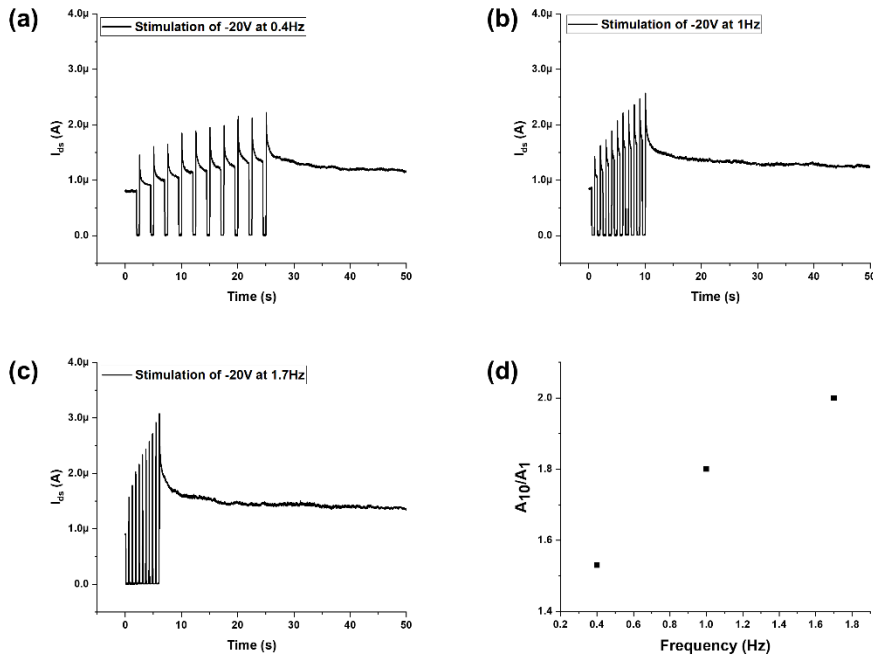 (a)
Stimulation of -20V at 0.4Hz
4.0µ
3.0µ
2.0µ
1.0µ
0.0
I_ds (A)
0 10 20 30 40 50
Time (s)
(b)
Stimulation of -20V at 1Hz
4.0µ
3.0µ
2.0µ
1.0µ
0.0
I_ds (A)
0 10 20 30 40 50
Time (s)
(c)
Stimulation of -20V at 1.7Hz
4.0µ
3.0µ
2.0µ
1.0µ
0.0
I_ds (A)
0 10 20 30 40 50
Time (s)
(d)
2.0
1.8
1.6
1.4
A_10/A_1
0.2 0.4 0.6 0.8 1.0 1.2 1.4 1.6 1.8
Frequency (Hz)